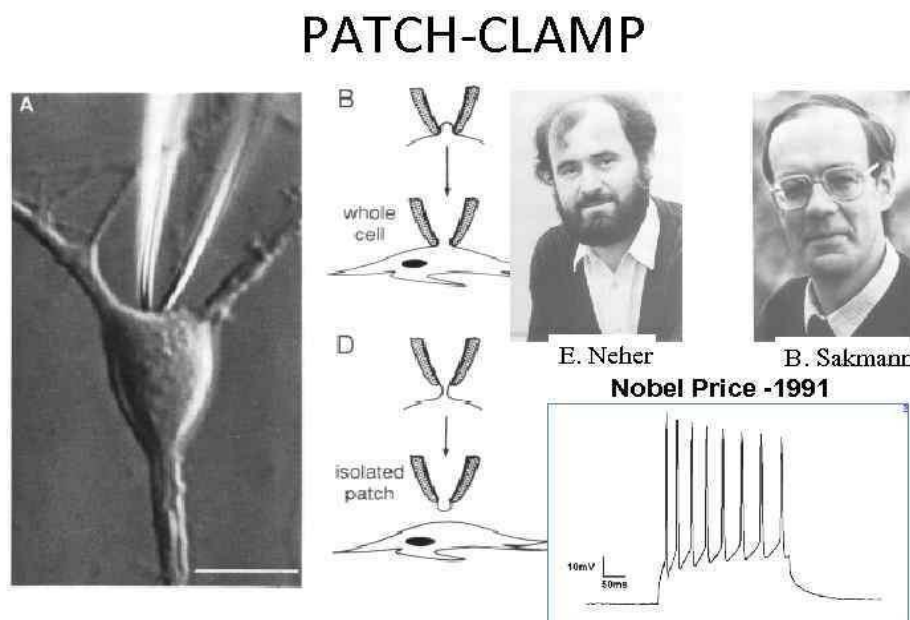 PATCH-CLAMP
A
B
whole
cell
E. Neher
B. Sakmann
D
isolated
patch
Nobel Price -1991
10mV
50ms